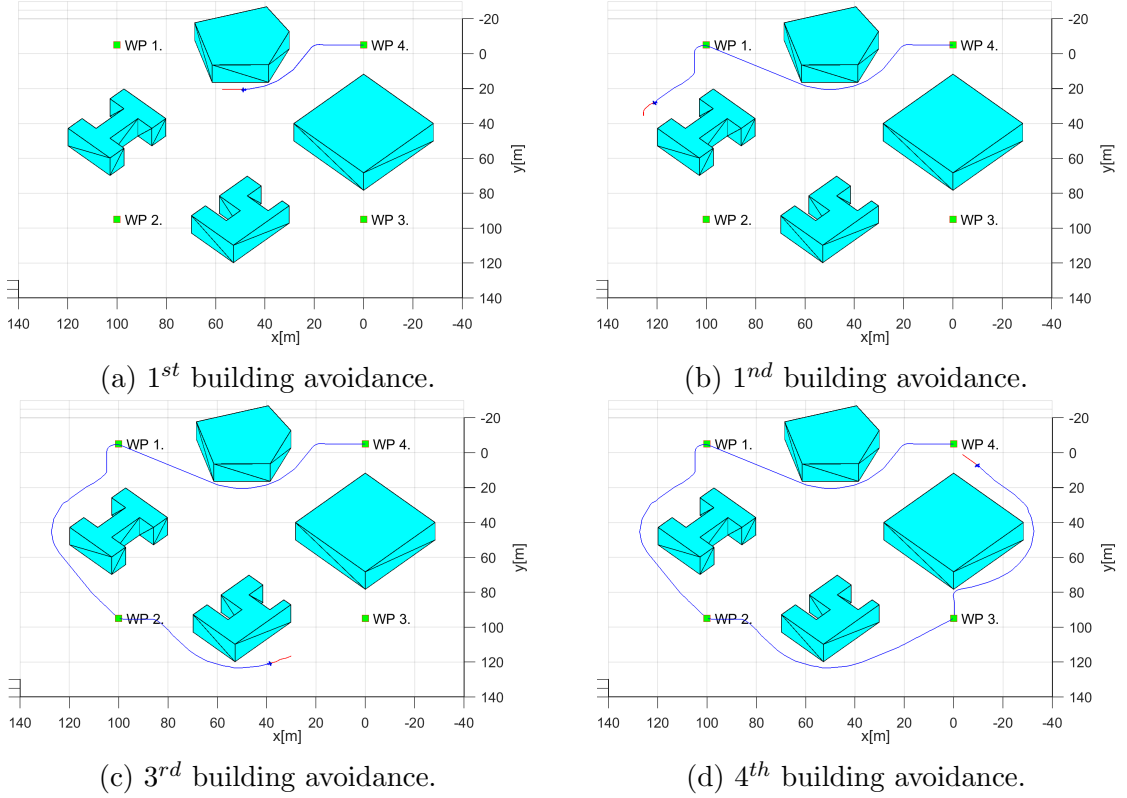 WP 1.
WP 4.
WP 2.
WP 3.
-20
0
20
40
60
80
100
120
140
y[m]
140 120 100 80 60 40 20 0 -20 -40
x[m]
(a) 1st building avoidance.
WP 1.
WP 4.
WP 2.
WP 3.
-20
0
20
40
60
80
100
120
140
y[m]
140 120 100 80 60 40 20 0 -20 -40
x[m]
(b) 1nd building avoidance.
WP 1.
WP 4.
WP 2.
WP 3.
-20
0
20
40
60
80
100
120
140
y[m]
140 120 100 80 60 40 20 0 -20 -40
x[m]
(c) 3rd building avoidance.
WP 1.
WP 4.
WP 2.
WP 3.
-20
0
20
40
60
80
100
120
140
y[m]
140 120 100 80 60 40 20 0 -20 -40
x[m]
(d) 4th building avoidance.